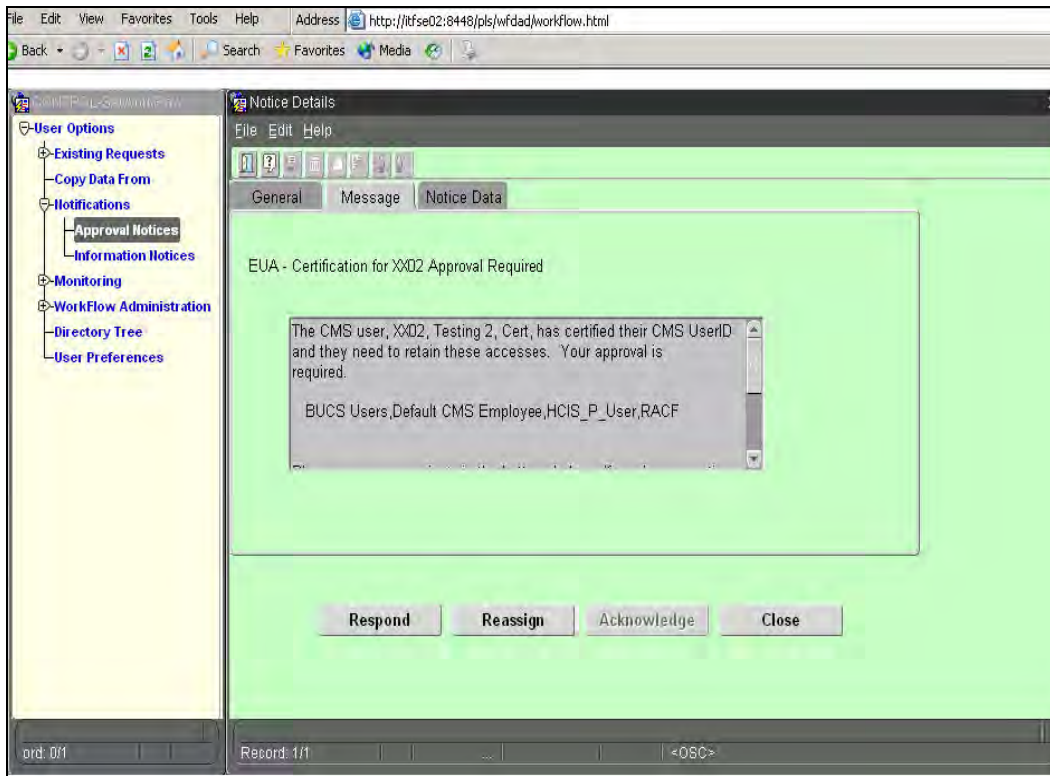 File Edit View Favorites Tools Help Address http://itfse02:8448/pls/wfdad/workflow.html
Back Search Favorites Media
User Options
Existing Requests
Copy Data From
Notifications
Approval Notices
Information Notices
Monitoring
WorkFlow Administration
Directory Tree
User Preferences
ord: 0/1
Notice Details
File Edit Help
General Message Notice Data
EUA - Certification for XX02 Approval Required
The CMS user, XX02, Testing 2, Cert, has certified their CMS UserID
and they need to retain these accesses. Your approval is
required.
BUCS Users,Default CMS Employee,HCIS_P_User,RACF
Respond Reassign Acknowledge Close
Record: 1/1 ... <OSC>